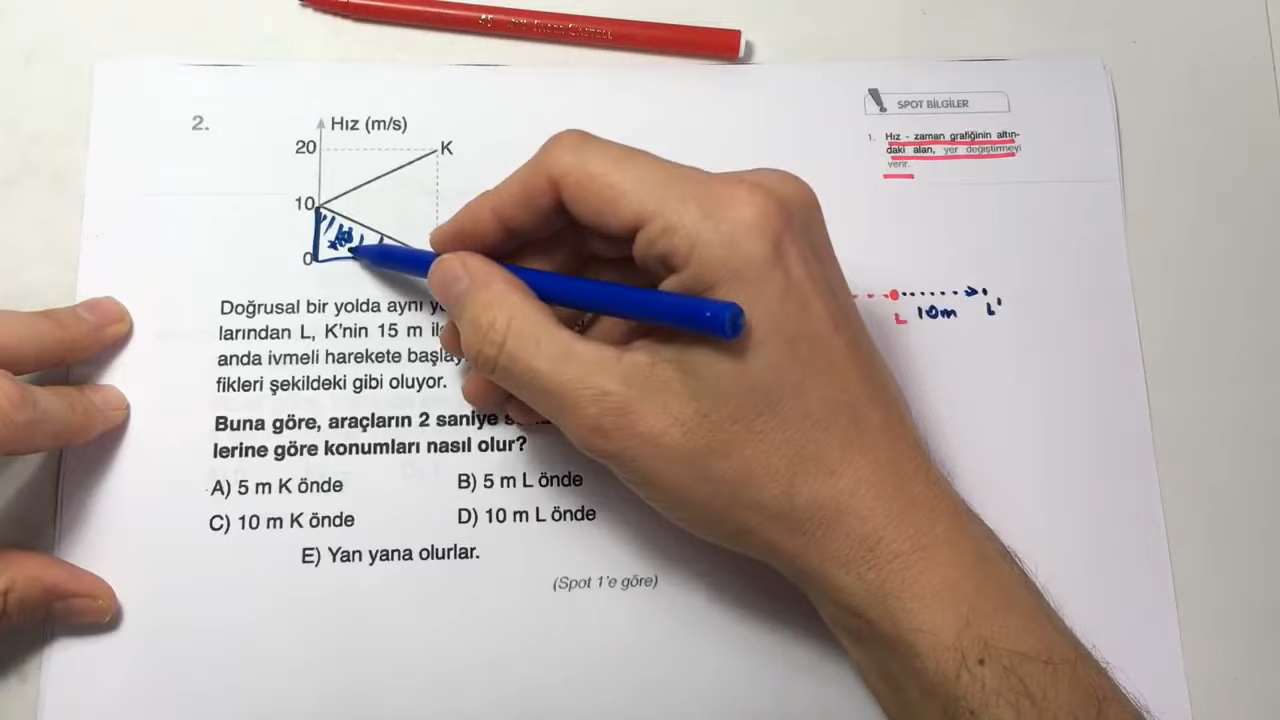 FABER CASTELL
2.
Hız (m/s)
20
K
10
0
SPOT BİLGİLER
1. Hız - zaman grafiğinin altın-
daki alan, yer değiştirmeyi
verir.
L 10m L'
Doğrusal bir yolda aynı
larından L, K'nin 15 m
anda ivmeli harekete
fikleri şekildeki gibi oluyor.
Buna göre, araçların 2 saniye
lerine göre konumları nasıl olur?
A) 5 m K önde
B) 5 m L önde
C) 10 m K önde
D) 10 m L önde
E) Yan yana olurlar.
(Spot 1'e göre)